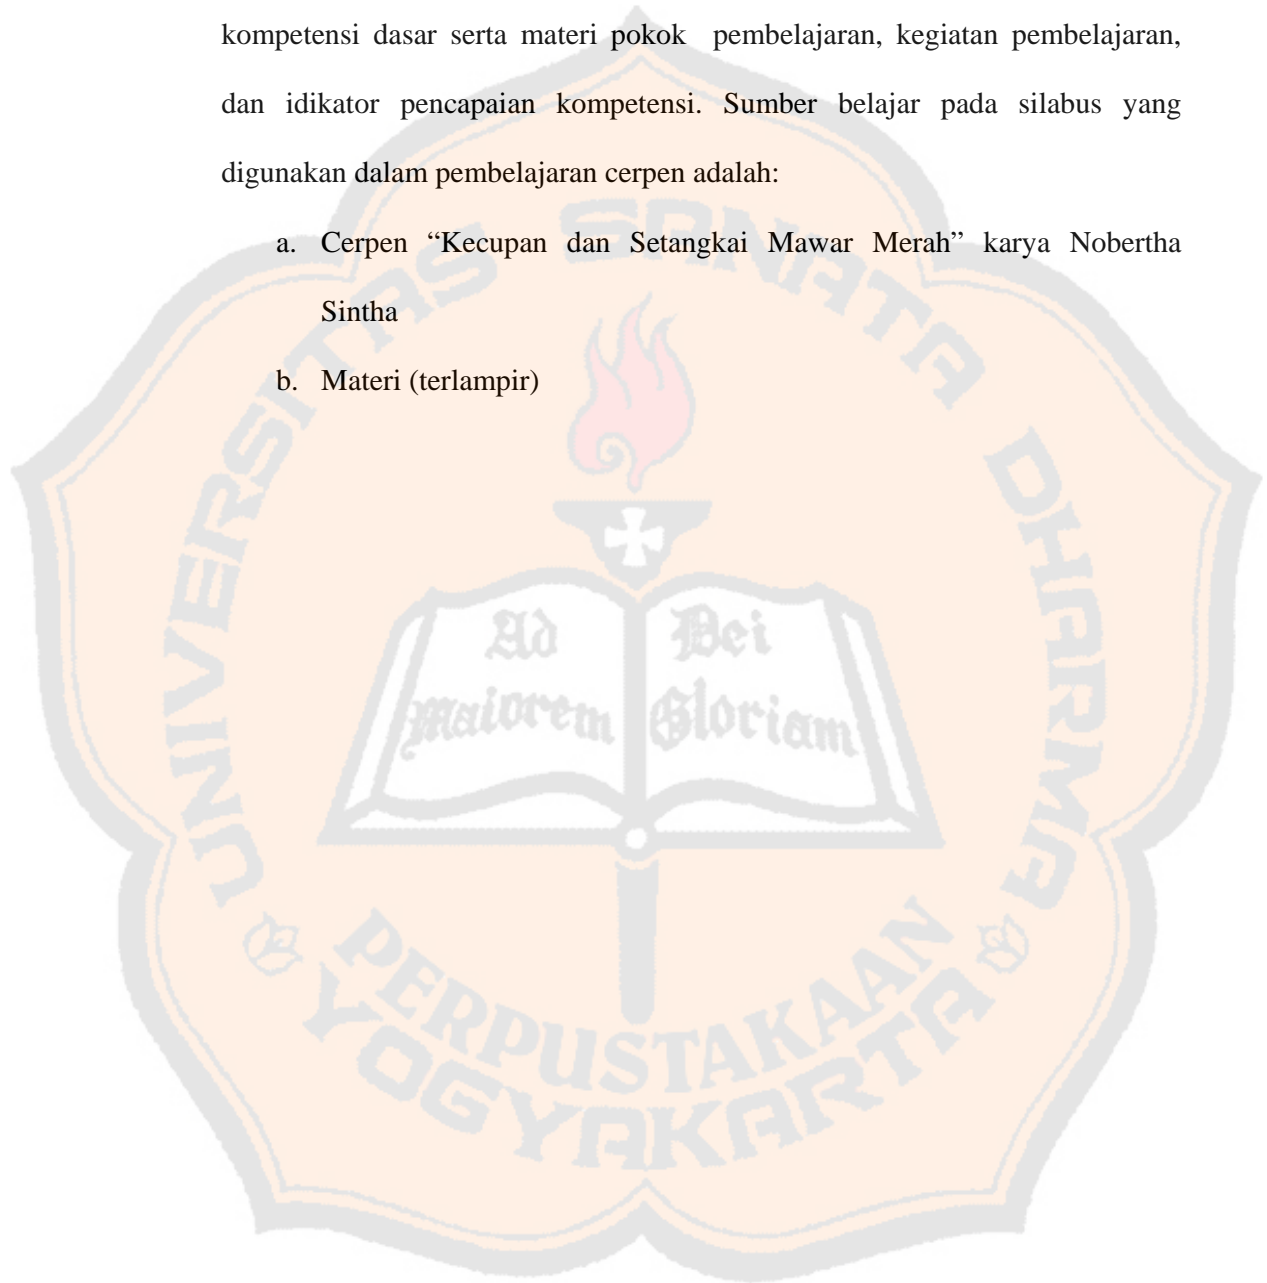 kompetensi dasar serta materi pokok pembelajaran, kegiatan pembelajaran,
dan idikator pencapaian kompetensi. Sumber belajar pada silabus yang
digunakan dalam pembelajaran cerpen adalah:
a. Cerpen “Kecupan dan Setangkai Mawar Merah” karya Nobertha
Sintha
b. Materi (terlampir)
UNIVERSITAS SANATA DHARMA
Ad
maiorem
Dei
Gloriam
PERPUSTAKAAN
YOGYAKARTA